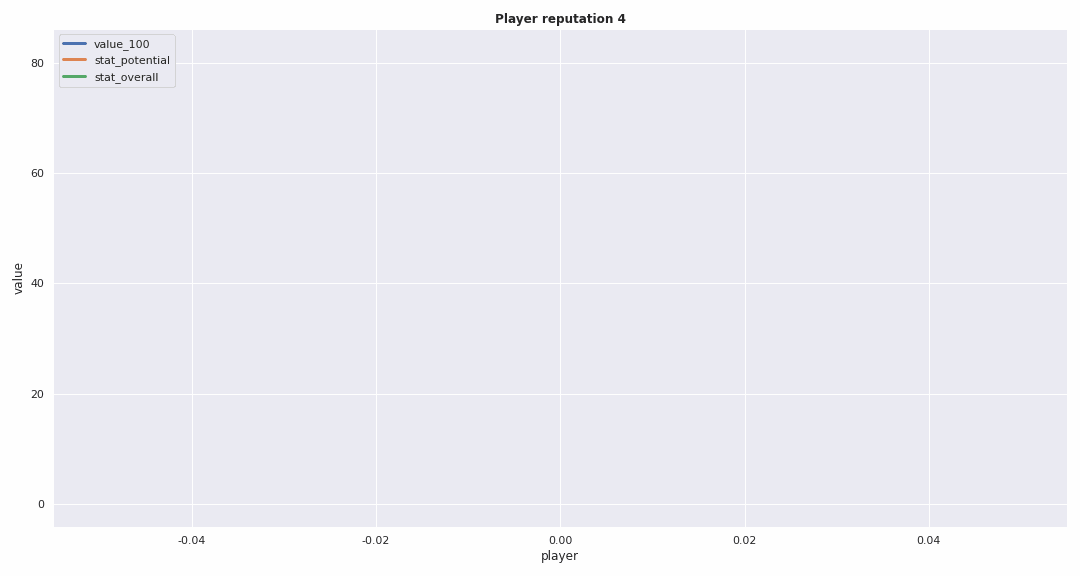 Player reputation 4
value_100
stat_potential
stat_overall
80
60
40
20
0
value
-0.04
-0.02
0.00
0.02
0.04
player